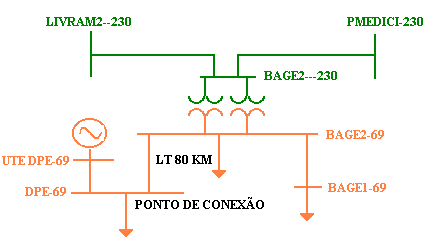 LIVRAM2--230
PMEDICI-230
BAGE2---230
BAGE2-69
UTE DPE-69
LT 80 KM
DPE-69
PONTO DE CONEXÃO
BAGE1-69